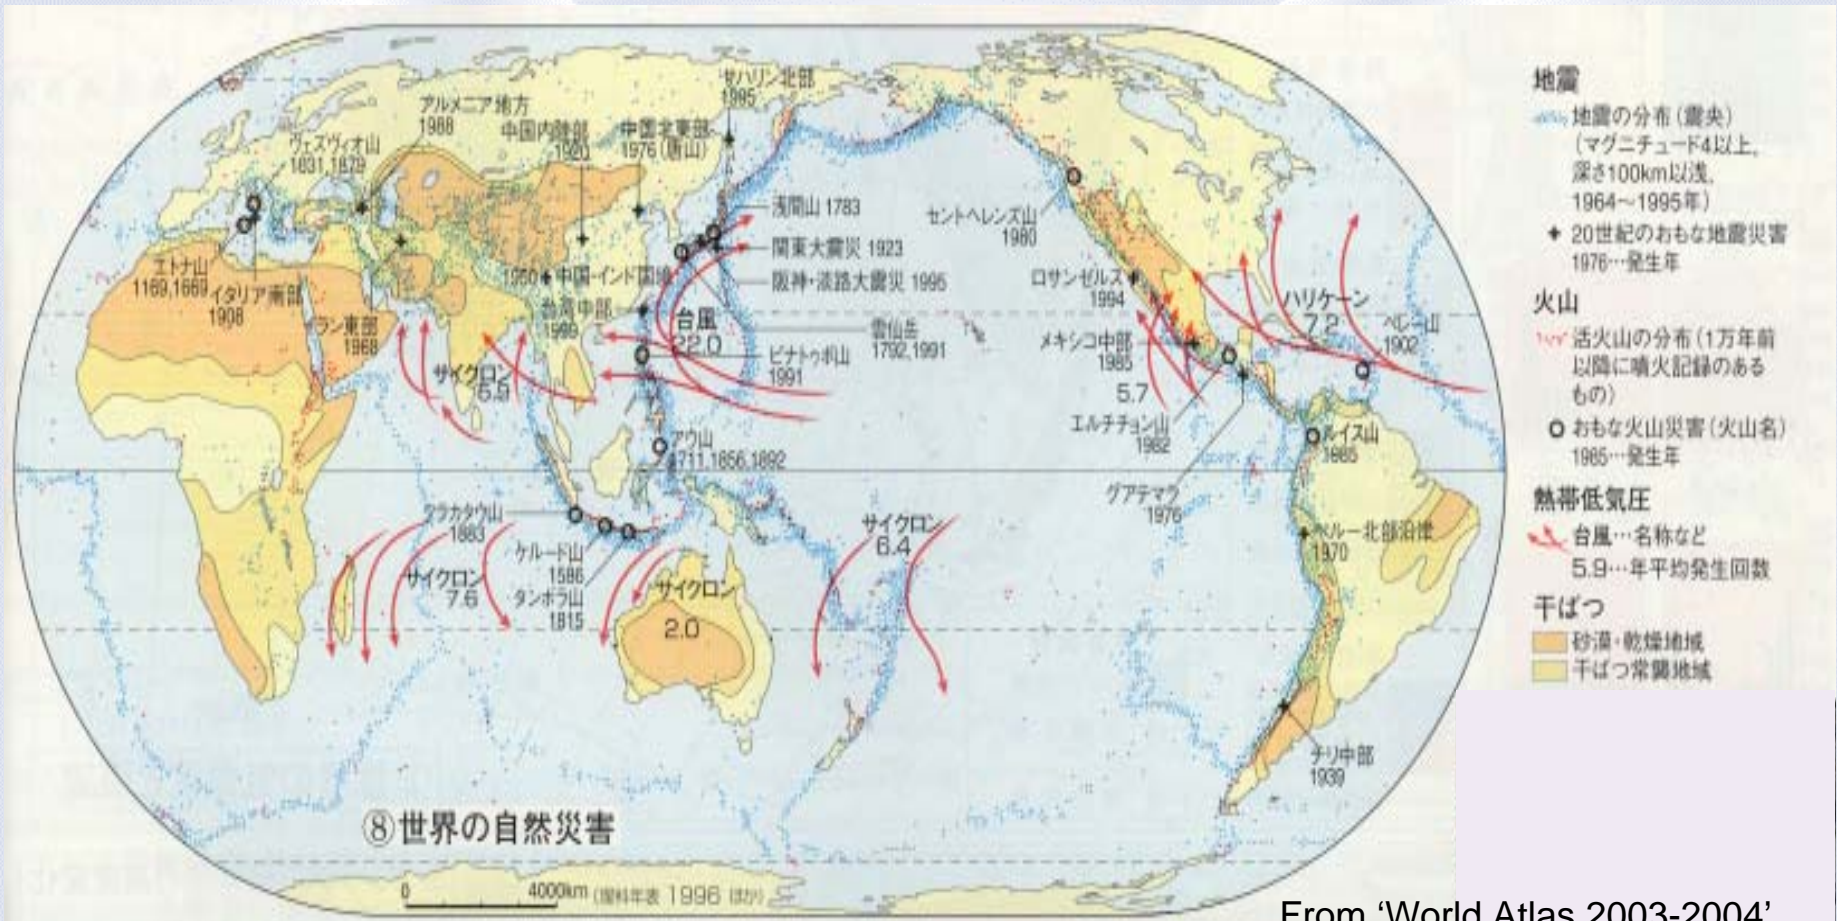 サハリン北部
1995
アルメニア地方
1988
中国内陸部
1920
中国北東部
1976(唐山)
ヴェズヴィオ山
1631,1879
浅間山 1783
セントヘレンズ山
1980
関東大震災 1923
エトナ山
1169,1669
イタリア南部
1908
1950 中国・インド国境
阪神・淡路大震災 1995
ロサンゼルス
1994
ハリケーン
7.2
イラン東部
1968
台湾中部
1999
台風
22.0
雲仙岳
1792,1991
ピナトゥボ山
1991
メキシコ中部
1985
ペレー山
1902
サイクロン
5.9
5.7
エルチチョン山
1982
アウ山
1711,1856,1892
ルイス山
1985
グアテマラ
1976
クラカタウ山
1883
サイクロン
6.4
ペルー北部沿岸
1970
ケルート山
1586
サイクロン
7.6
タンボラ山
1815
サイクロン
2.0
チリ中部
1939
⑧世界の自然災害
0 4000km (理科年表 1996 ほか)
地震
地震の分布(震央)
(マグニチュード4以上,
深さ100km以浅,
1964〜1995年)
20世紀のおもな地震災害
1976…発生年
火山
活火山の分布(1万年前
以降に噴火記録のある
もの)
おもな火山災害(火山名)
1985…発生年
熱帯低気圧
台風…名称など
5.9…年平均発生回数
干ばつ
砂漠・乾燥地域
干ばつ常襲地域
From 'World Atlas 2003-2004'